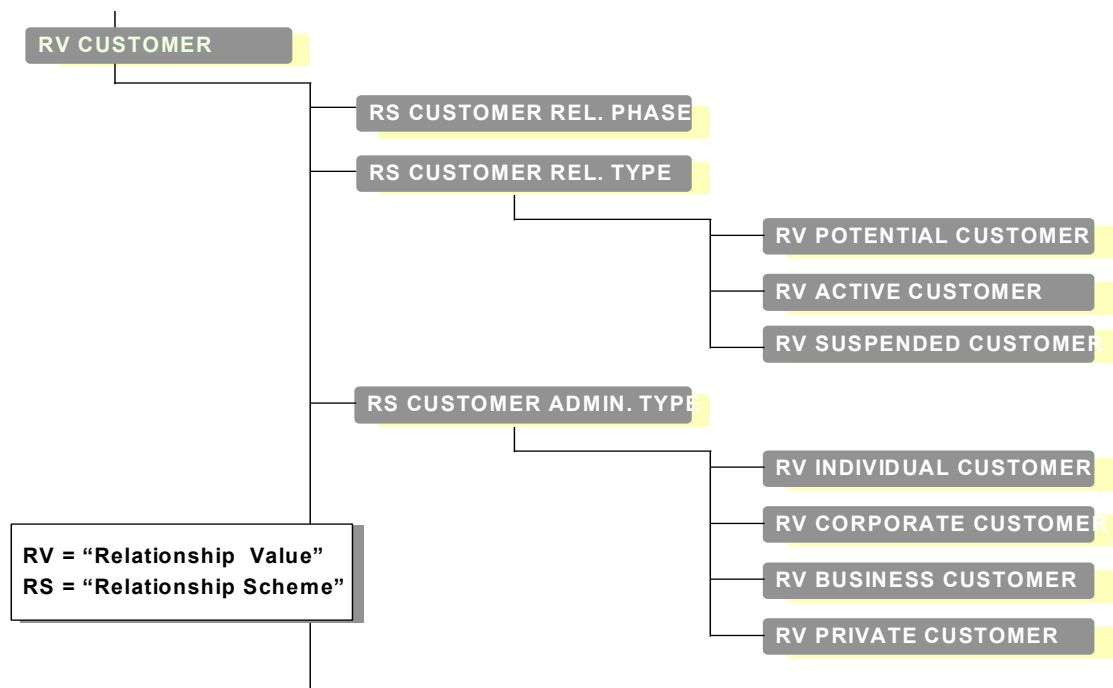 RV CUSTOMER
RS CUSTOMER REL. PHASE
RS CUSTOMER REL. TYPE
RV POTENTIAL CUSTOMER
RV ACTIVE CUSTOMER
RV SUSPENDED CUSTOMER
RS CUSTOMER ADMIN. TYPE
RV INDIVIDUAL CUSTOMER
RV CORPORATE CUSTOMER
RV BUSINESS CUSTOMER
RV PRIVATE CUSTOMER
RV = “Relationship Value”
RS = “Relationship Scheme”